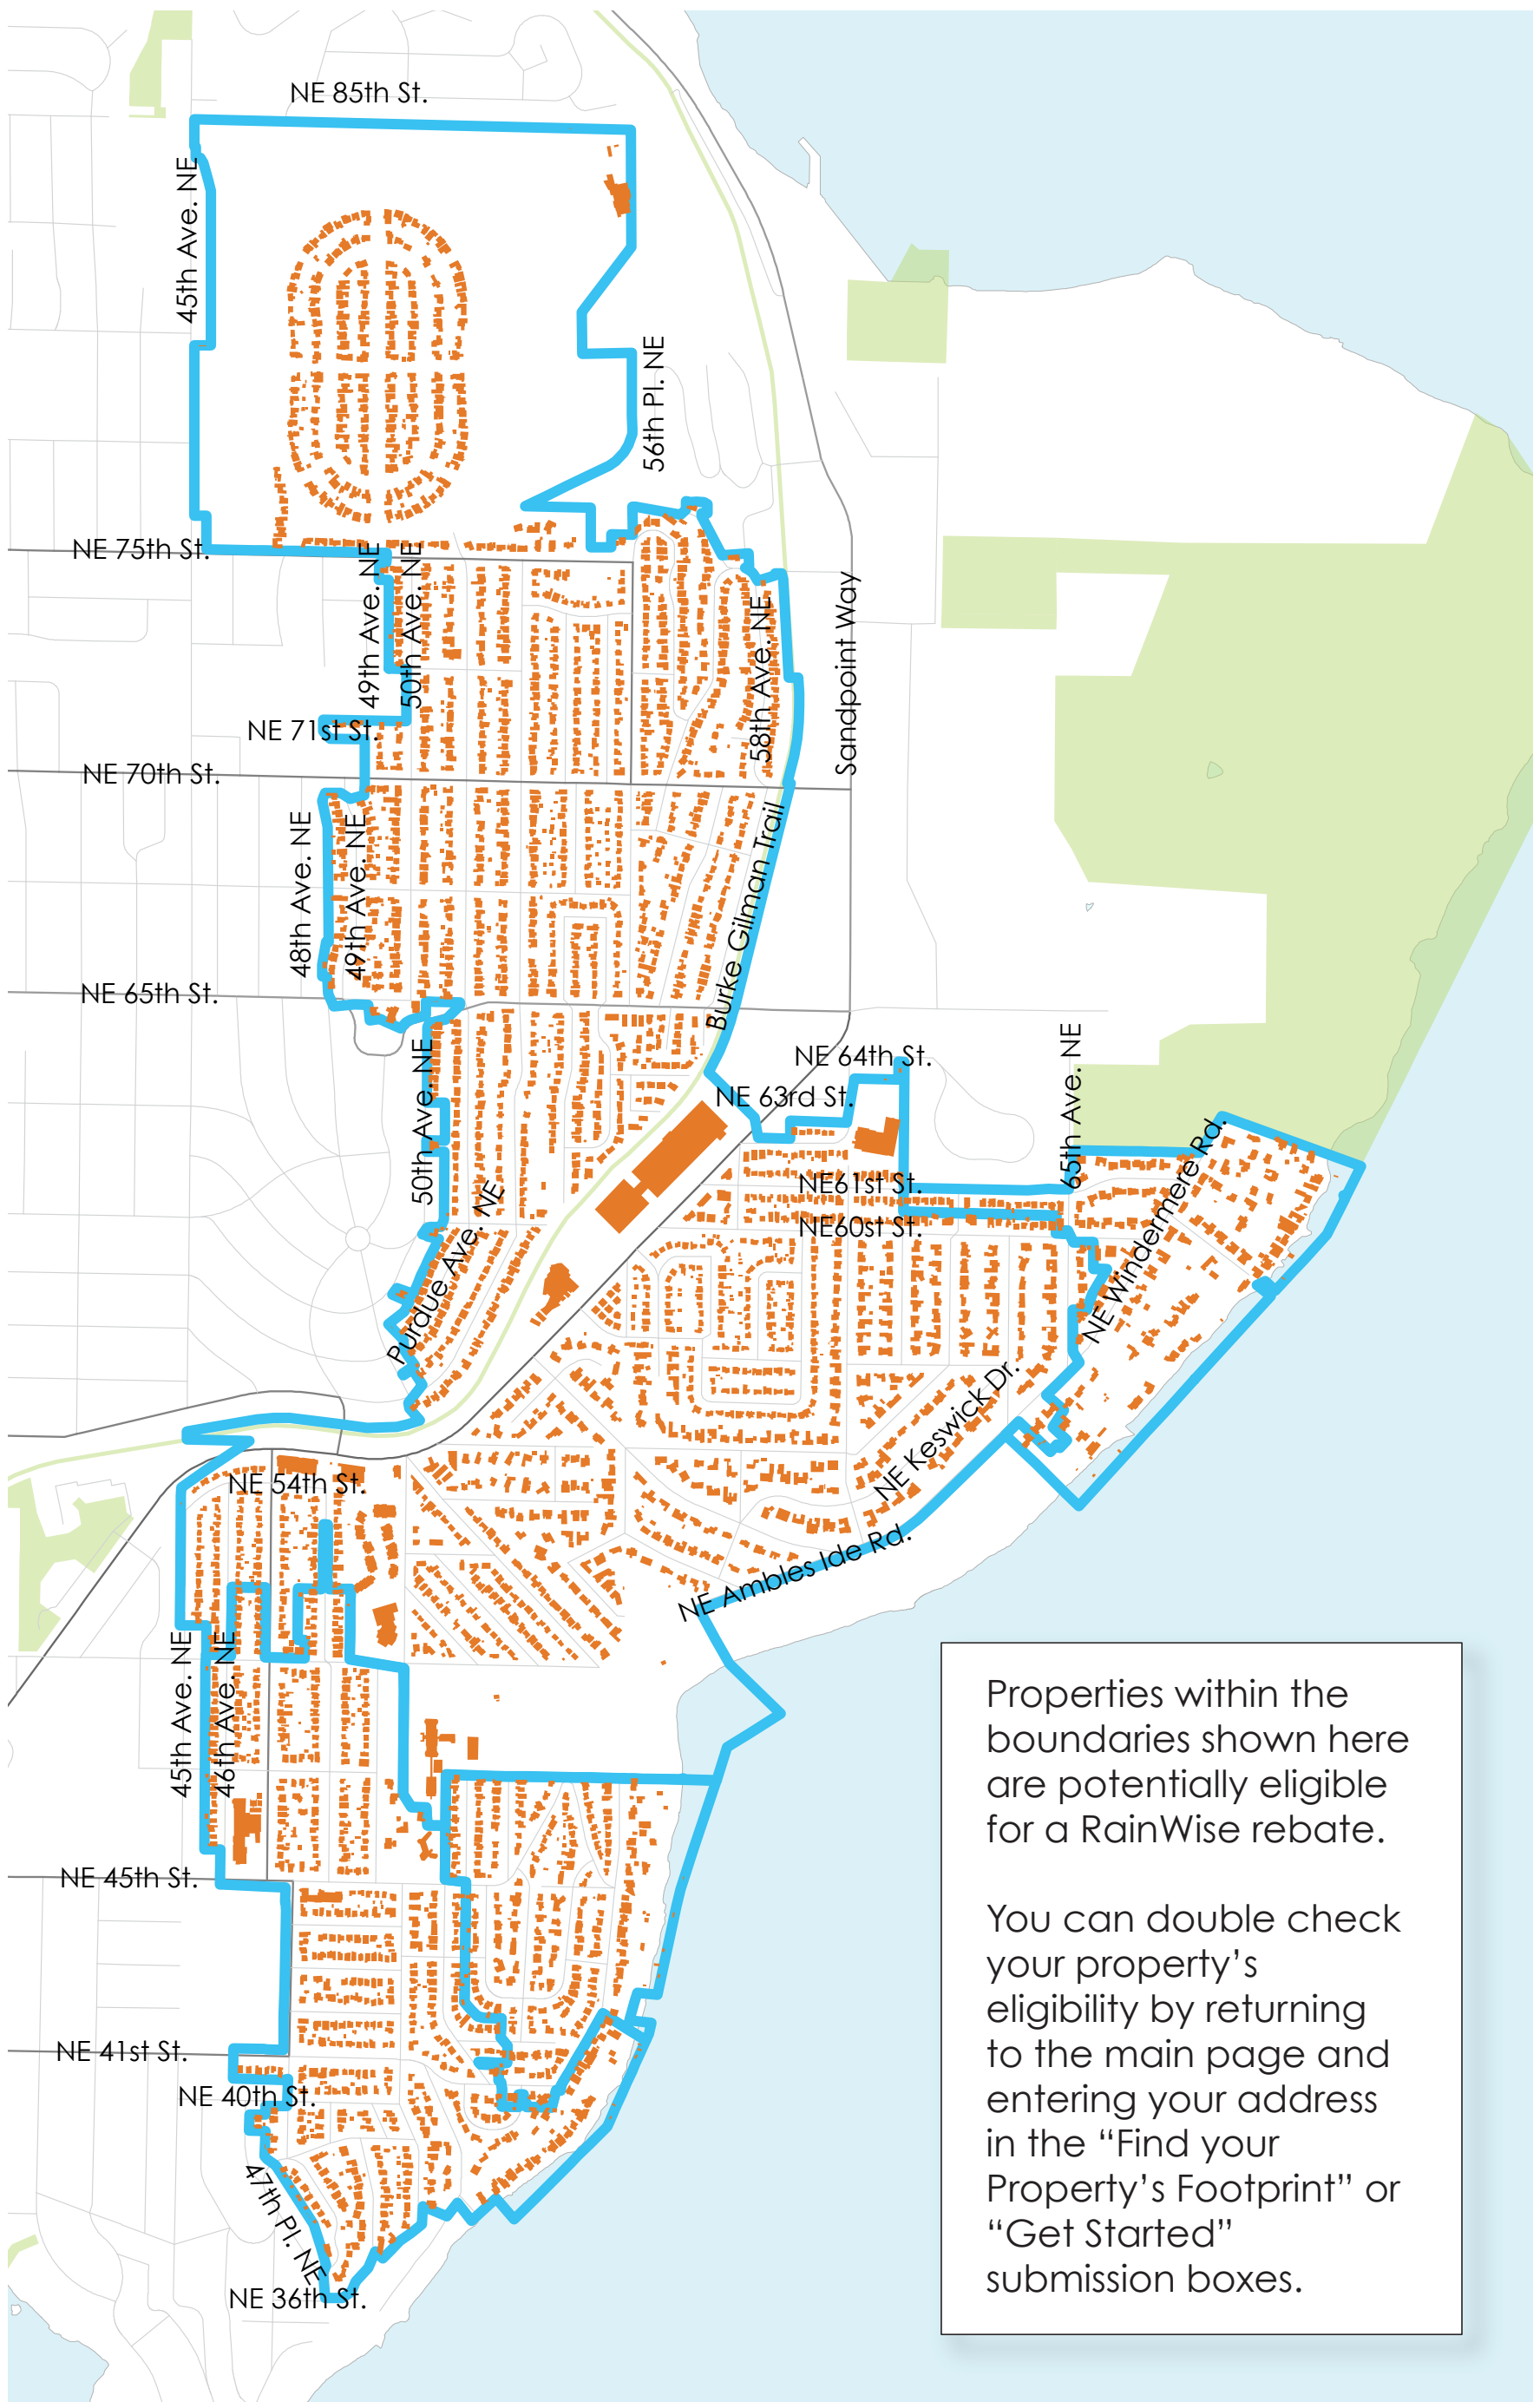 NE 85th St.
45th Ave. NE
56th Pl. NE
NE 75th St.
49th Ave. NE
50th Ave. NE
58th Ave. NE
Sandpoint Way
NE 71st St.
NE 70th St.
48th Ave. NE
49th Ave. NE
Burke Gilman Trail
NE 65th St.
50th Ave. NE
NE 64th St.
65th Ave. NE
NE 63rd St.
NE61st St.
NE60st St.
NE Windermere Rd.
Purdue Ave. NE
NE Keswick Dr.
NE 54th St.
NE Ambles Ide Rd.
45th Ave. NE
46th Ave. NE
NE 45th St.
NE 41st St.
NE 40th St.
47th Pl. NE
NE 36th St.
Properties within the
boundaries shown here
are potentially eligible
for a RainWise rebate.
You can double check
your property’s
eligibility by returning
to the main page and
entering your address
in the “Find your
Property’s Footprint” or
“Get Started”
submission boxes.